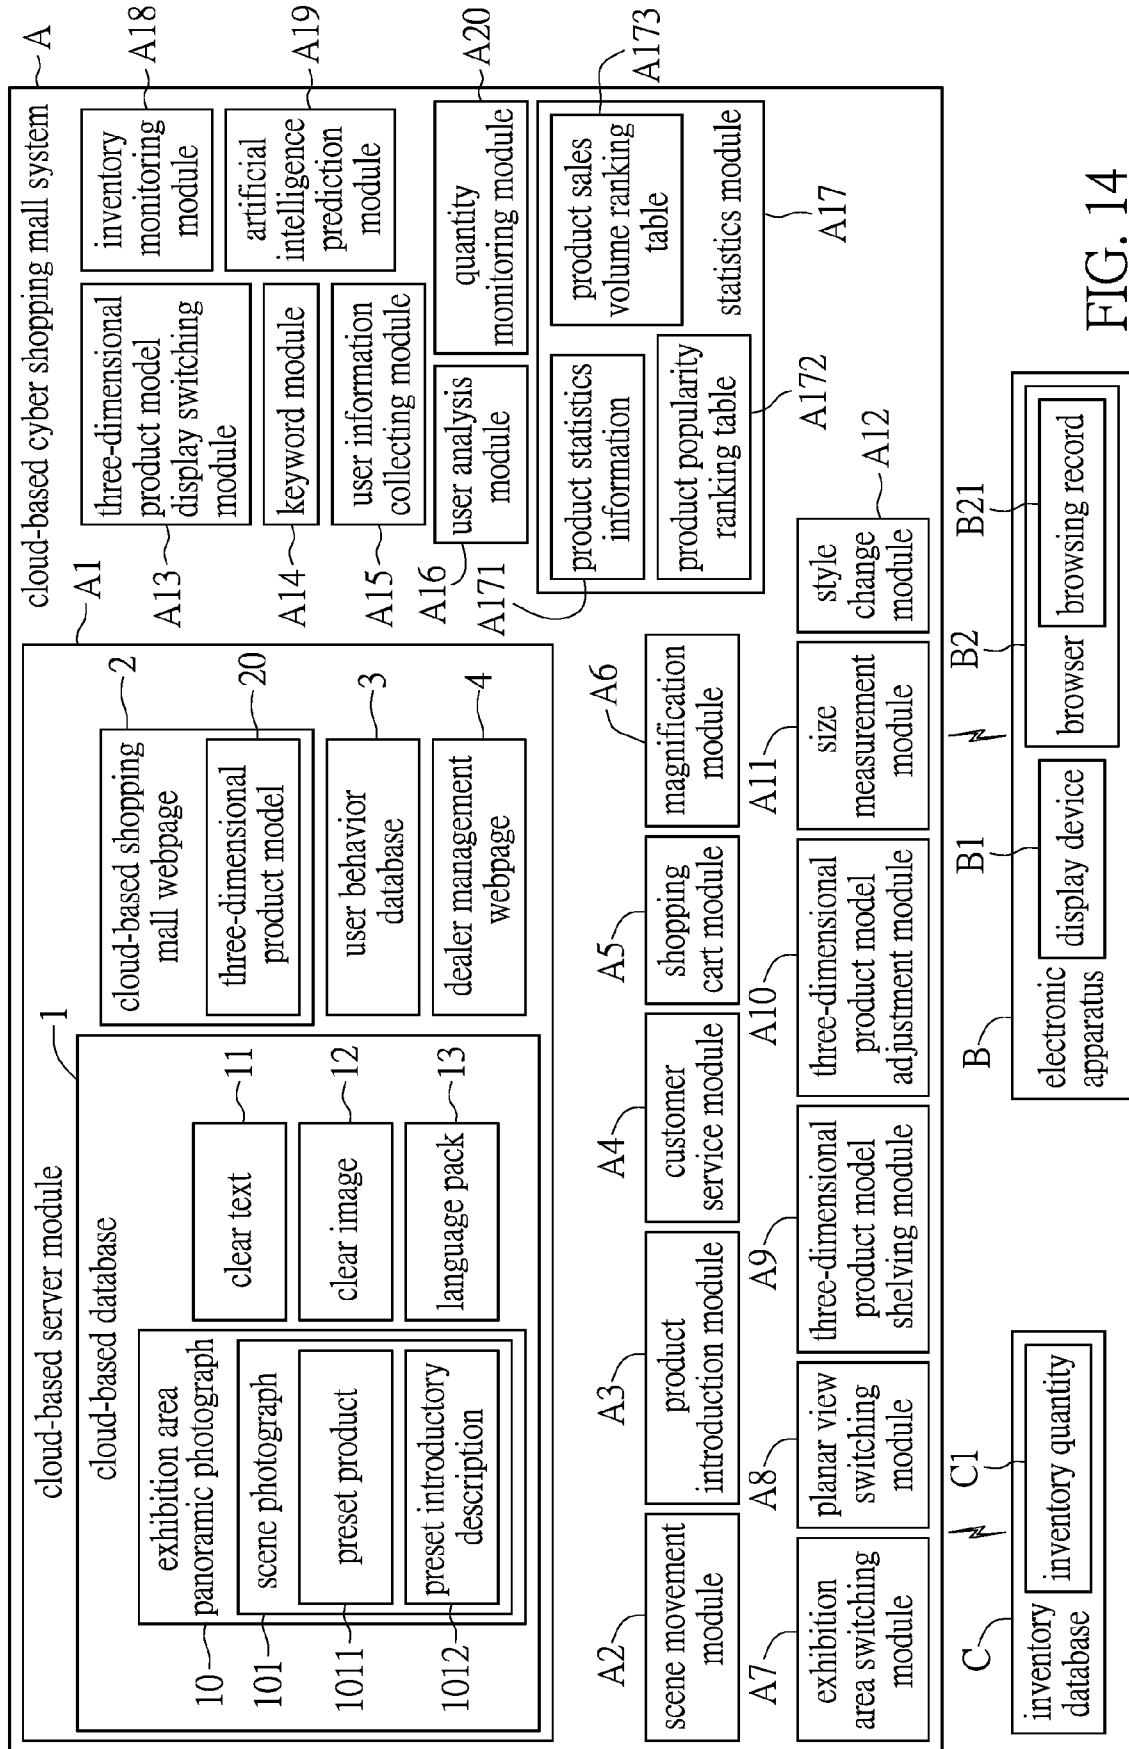 cloud-based cyber shopping mall system
A
cloud-based server module
A1
cloud-based database
1
exhibition area
panoramic photograph
10
scene photograph
101
preset product
1011
preset introductory
description
1012
clear text
11
clear image
12
language pack
13
cloud-based shopping
mall webpage
2
three-dimensional
product model
20
user behavior
database
3
dealer management
webpage
4
three-dimensional
product model
display switching
module
A13
keyword module
A14
user information
collecting module
A15
user analysis
module
A16
inventory
monitoring
module
A18
artificial
intelligence
prediction
module
A19
quantity
monitoring module
A20
product statistics
information
A171
product popularity
ranking table
A172
product sales
volume ranking
table
A173
statistics module
A17
A2
scene movement
module
A3
product
introduction module
A4
customer
service module
A5
shopping
cart module
A6
magnification
module
A7
exhibition
area switching
module
A8
planar view
switching
module
A9
three-dimensional
product model
shelving module
A10
three-dimensional
product model
adjustment module
A11
size
measurement
module
style
change
module
A12
C
inventory
database
C1
inventory quantity
B
electronic
apparatus
B1
display device
B2
browser
B21
browsing record
FIG. 14